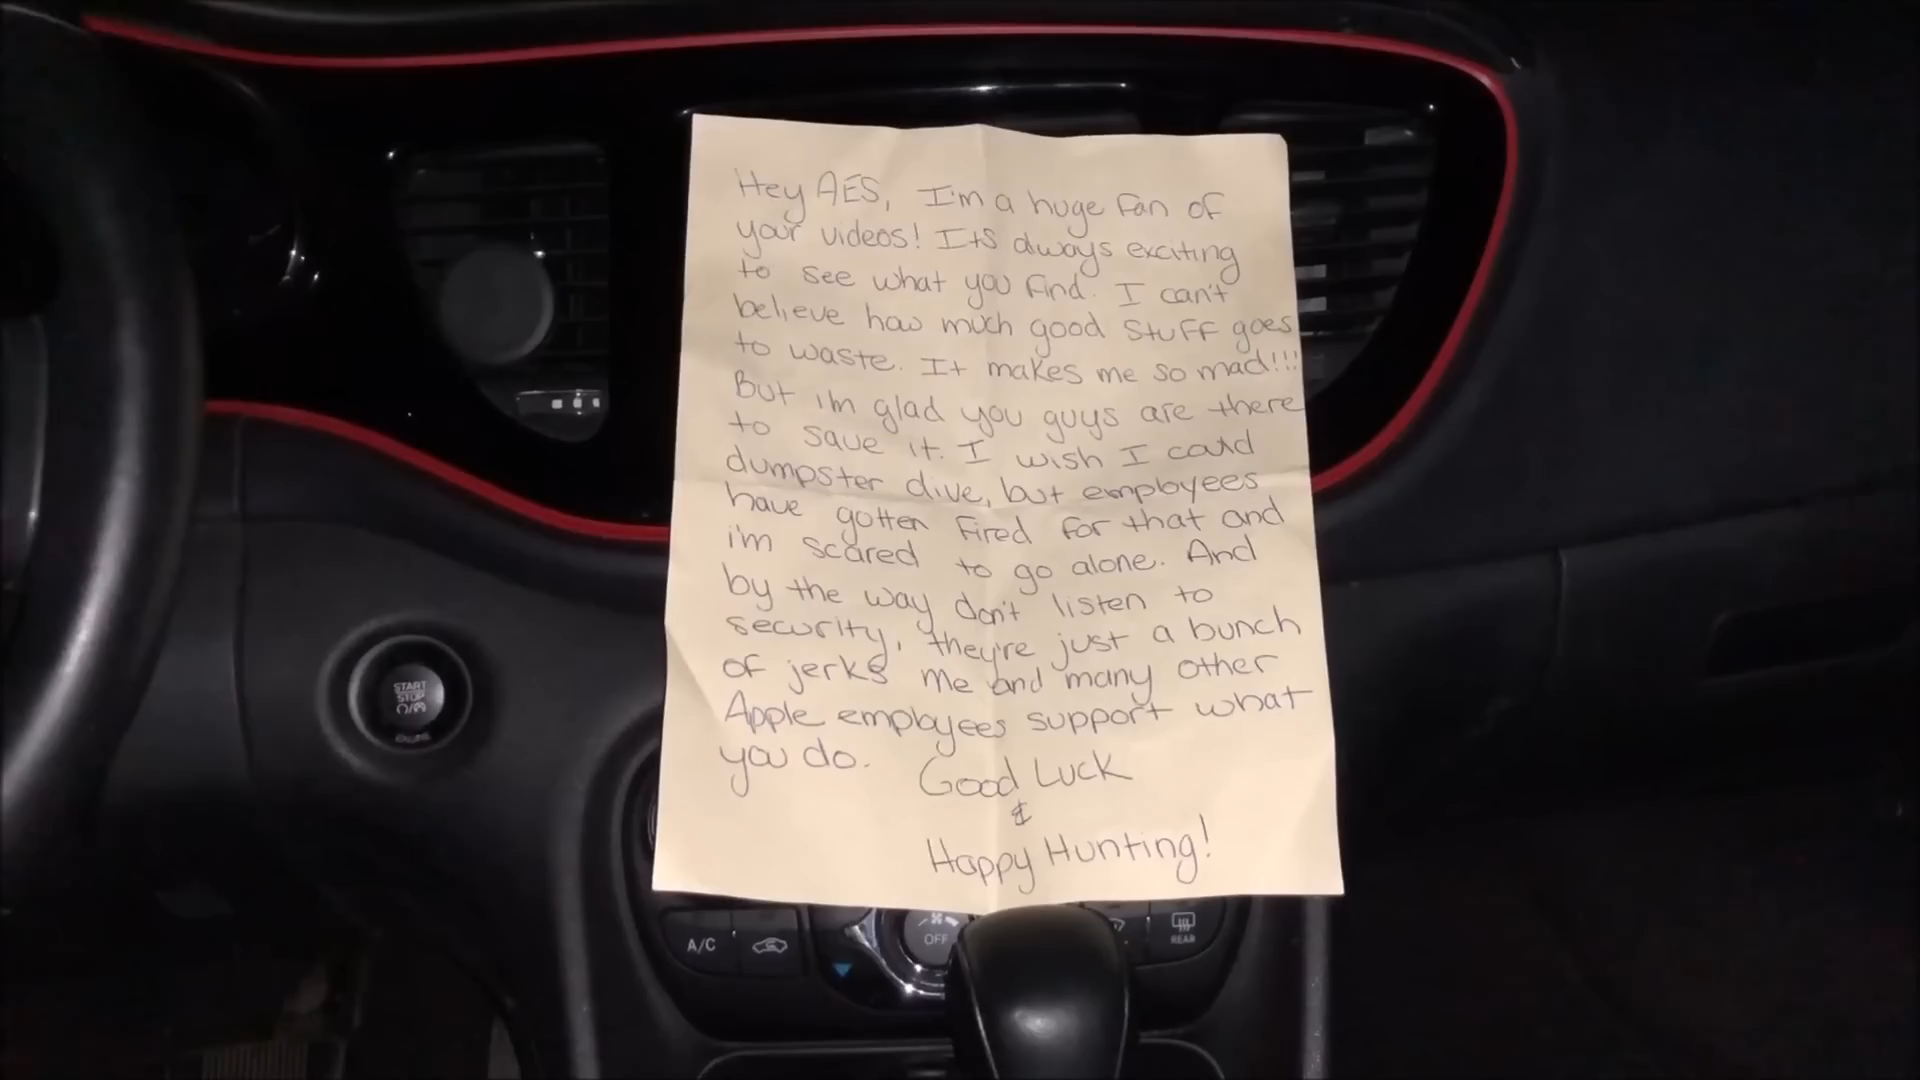 Hey AES, I'm a huge fan of
your videos! Its always exciting
to see what you find. I can't
believe how much good stuff goes
to waste. It makes me so mad!!!
But i'm glad you guys are there
to save it. I wish I could
dumpster dive, but employees
have gotten fired for that and
i'm scared to go alone. And
by the way don't listen to
security, they're just a bunch
of jerks me and many other
Apple employees support what
you do. Good Luck
&
Happy Hunting!
START
STOP
A/C
OFF
REAR